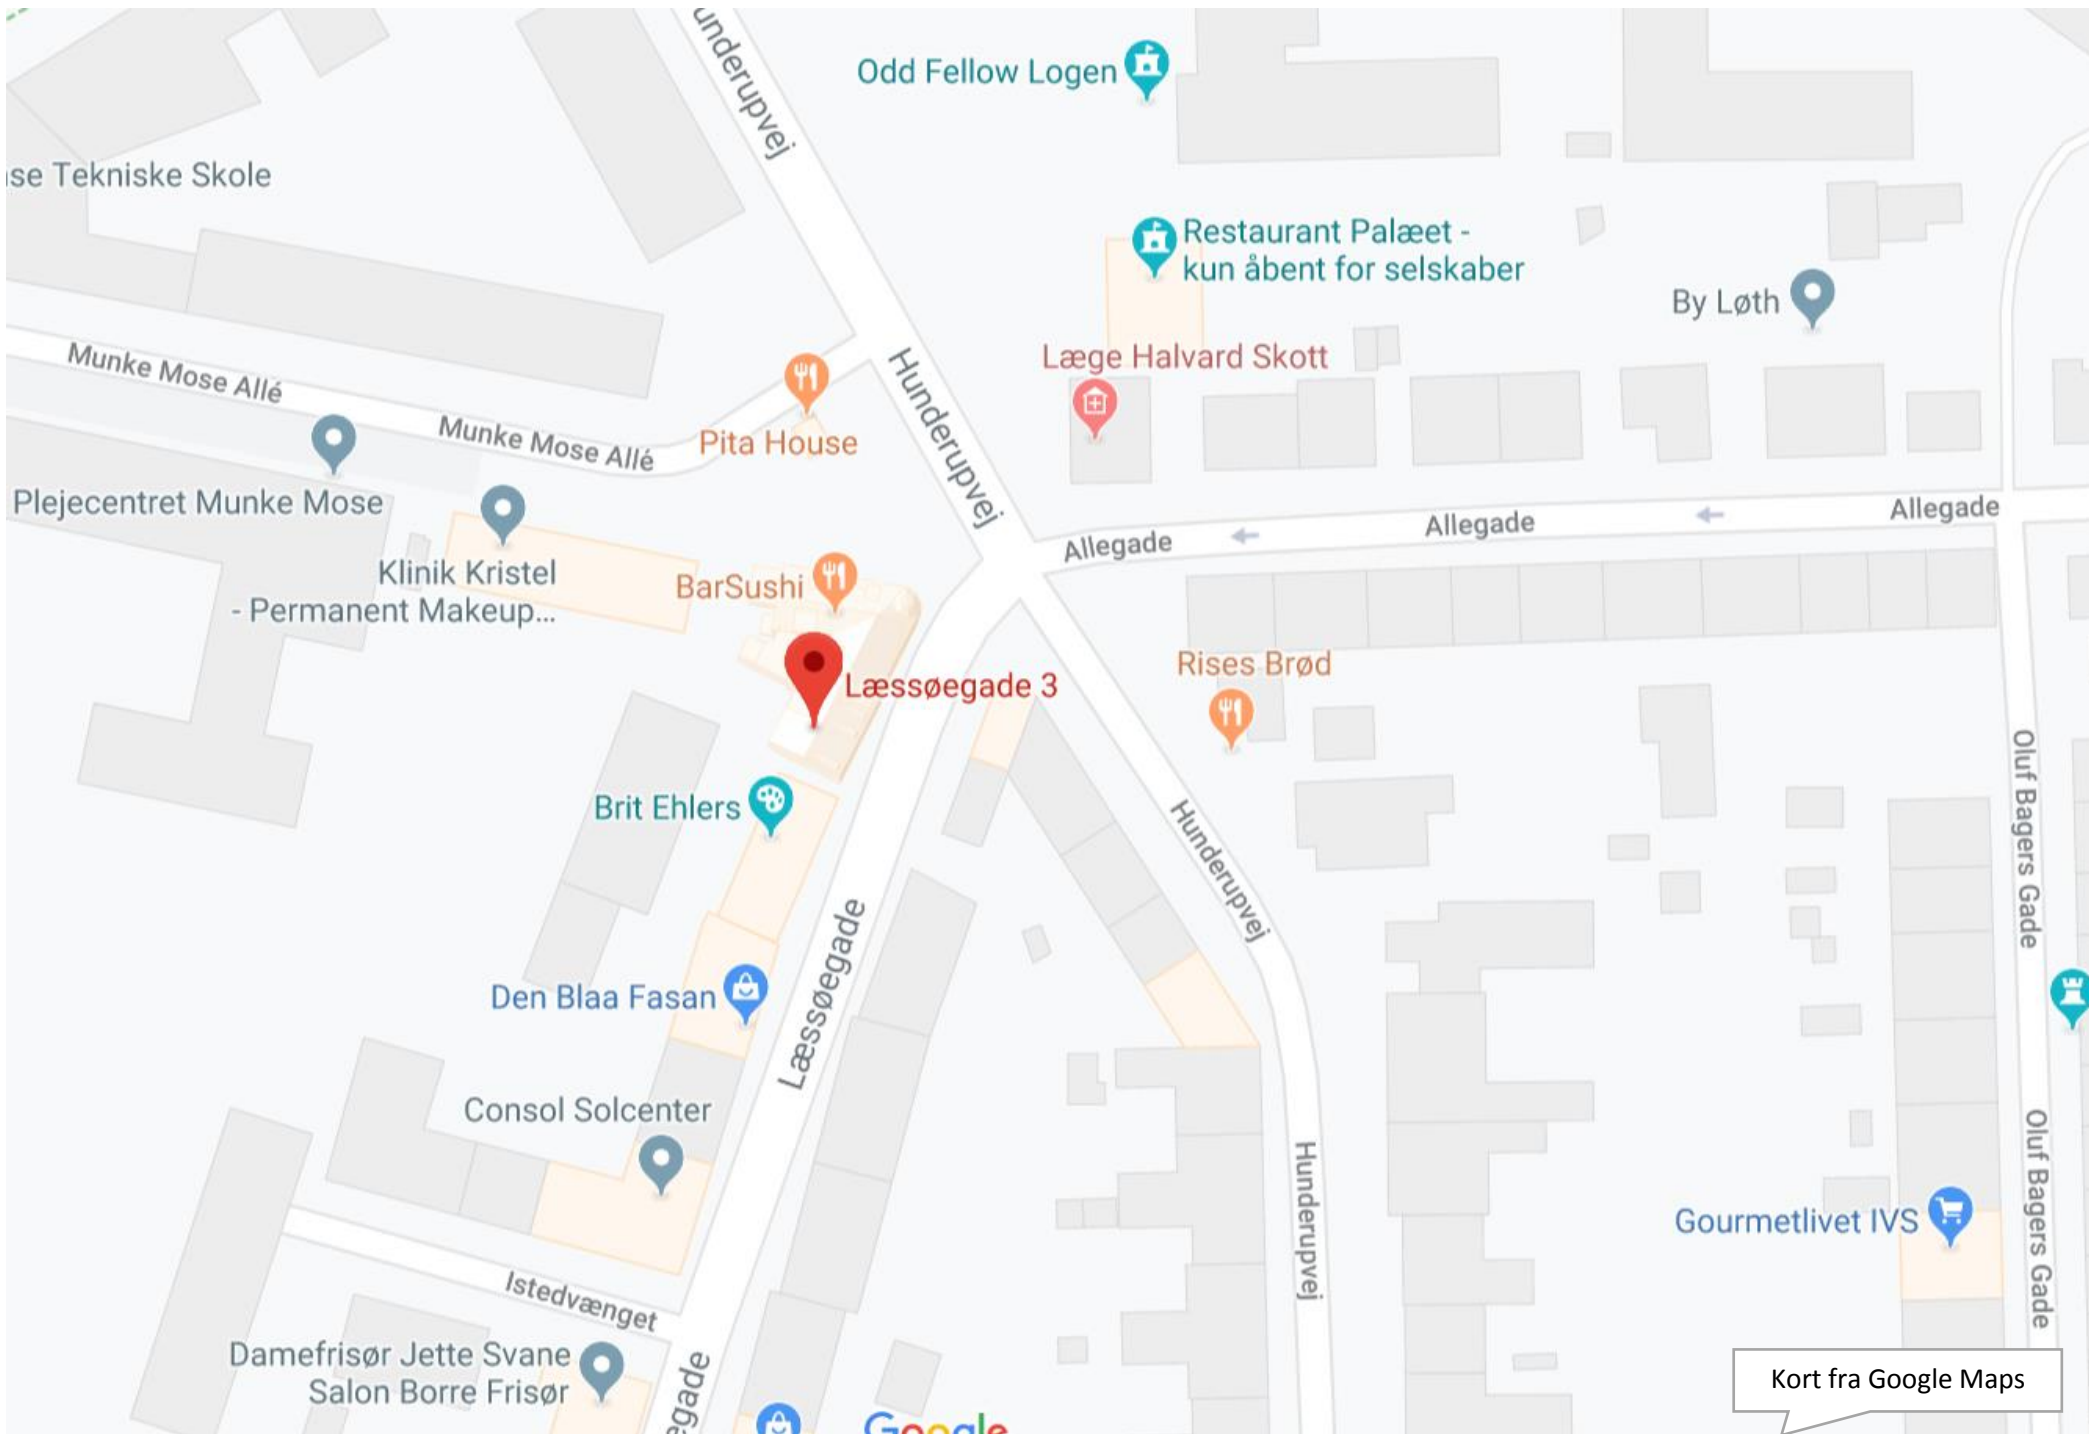 underupvej
Odd Fellow Logen
se Tekniske Skole
Restaurant Palæet -
kun åbent for selskaber
By Løth
Munke Mose Allé
Læge Halvard Skott
Hunderupvej
Munke Mose Allé
Pita House
Plejecentret Munke Mose
Allegade
Allegade
Allegade
Klinik Kristel
- Permanent Makeup...
BarSushi
Rises Brød
Læssøegade 3
Brit Ehlers
Hunderupvej
Oluf Bagers Gade
Læssøegade
Den Blaa Fasan
Consol Solcenter
Hunderupvej
Oluf Bagers Gade
Gourmetlivet IVS
Istedvænget
Damefrisør Jette Svane
Salon Borre Frisør
egade
Kort fra Google Maps
Google